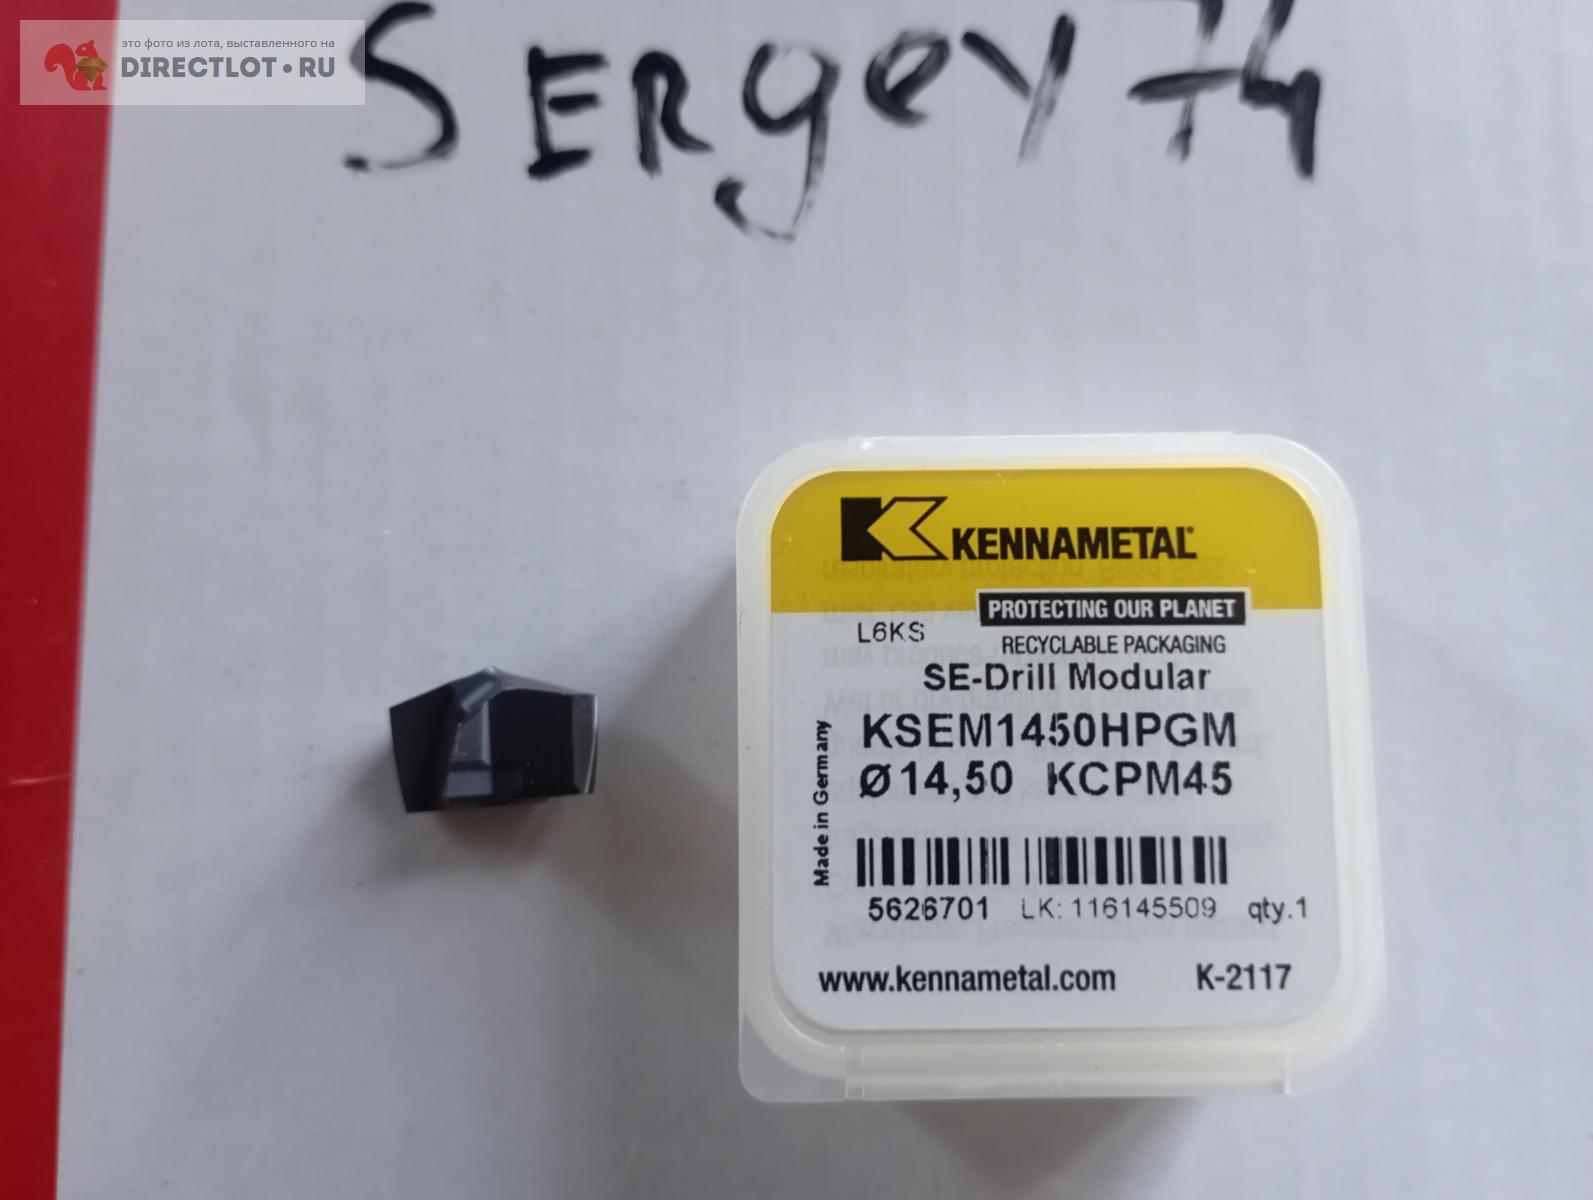 это фото из лота, выставленного на
DIRECTLOT•RU
SERgey74
KENNAMETAL
PROTECTING OUR PLANET
L6KS
RECYCLABLE PACKAGING
SE-Drill Modular
KSEM1450HPGM
Ø14,50 KCPM45
Made in Germany
5626701 LK: 116145509 qty.1
www.kennametal.com K-2117